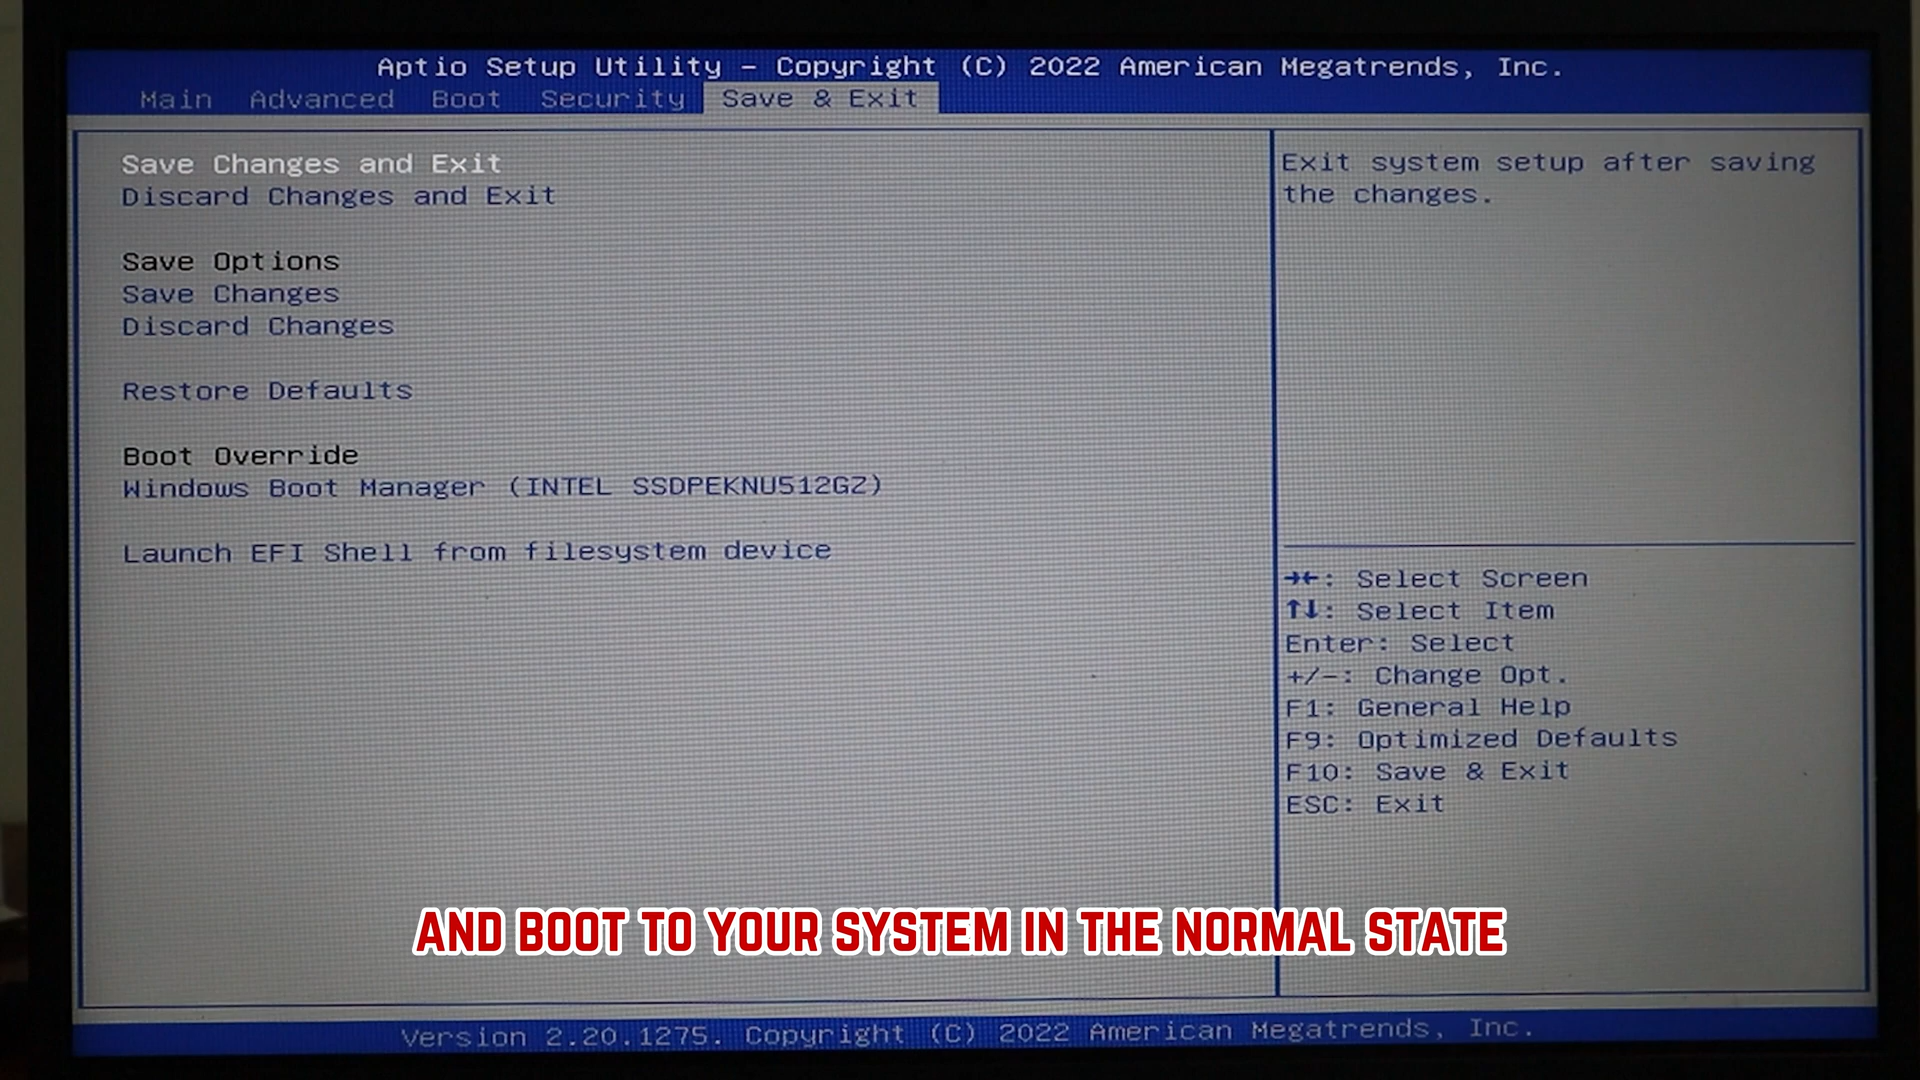 Aptio Setup Utility – Copyright (C) 2022 American Megatrends, Inc.
Main Advanced Boot Security Save & Exit
Save Changes and Exit
Discard Changes and Exit
Save Options
Save Changes
Discard Changes
Restore Defaults
Boot Override
Windows Boot Manager (INTEL SSDPEKNU512GZ)
Launch EFI Shell from filesystem device
Exit system setup after saving
the changes.
→←: Select Screen
↑↓: Select Item
Enter: Select
+/-: Change Opt.
F1: General Help
F9: Optimized Defaults
F10: Save & Exit
ESC: Exit
AND BOOT TO YOUR SYSTEM IN THE NORMAL STATE
Version 2.20.1275. Copyright (C) 2022 American Megatrends, Inc.